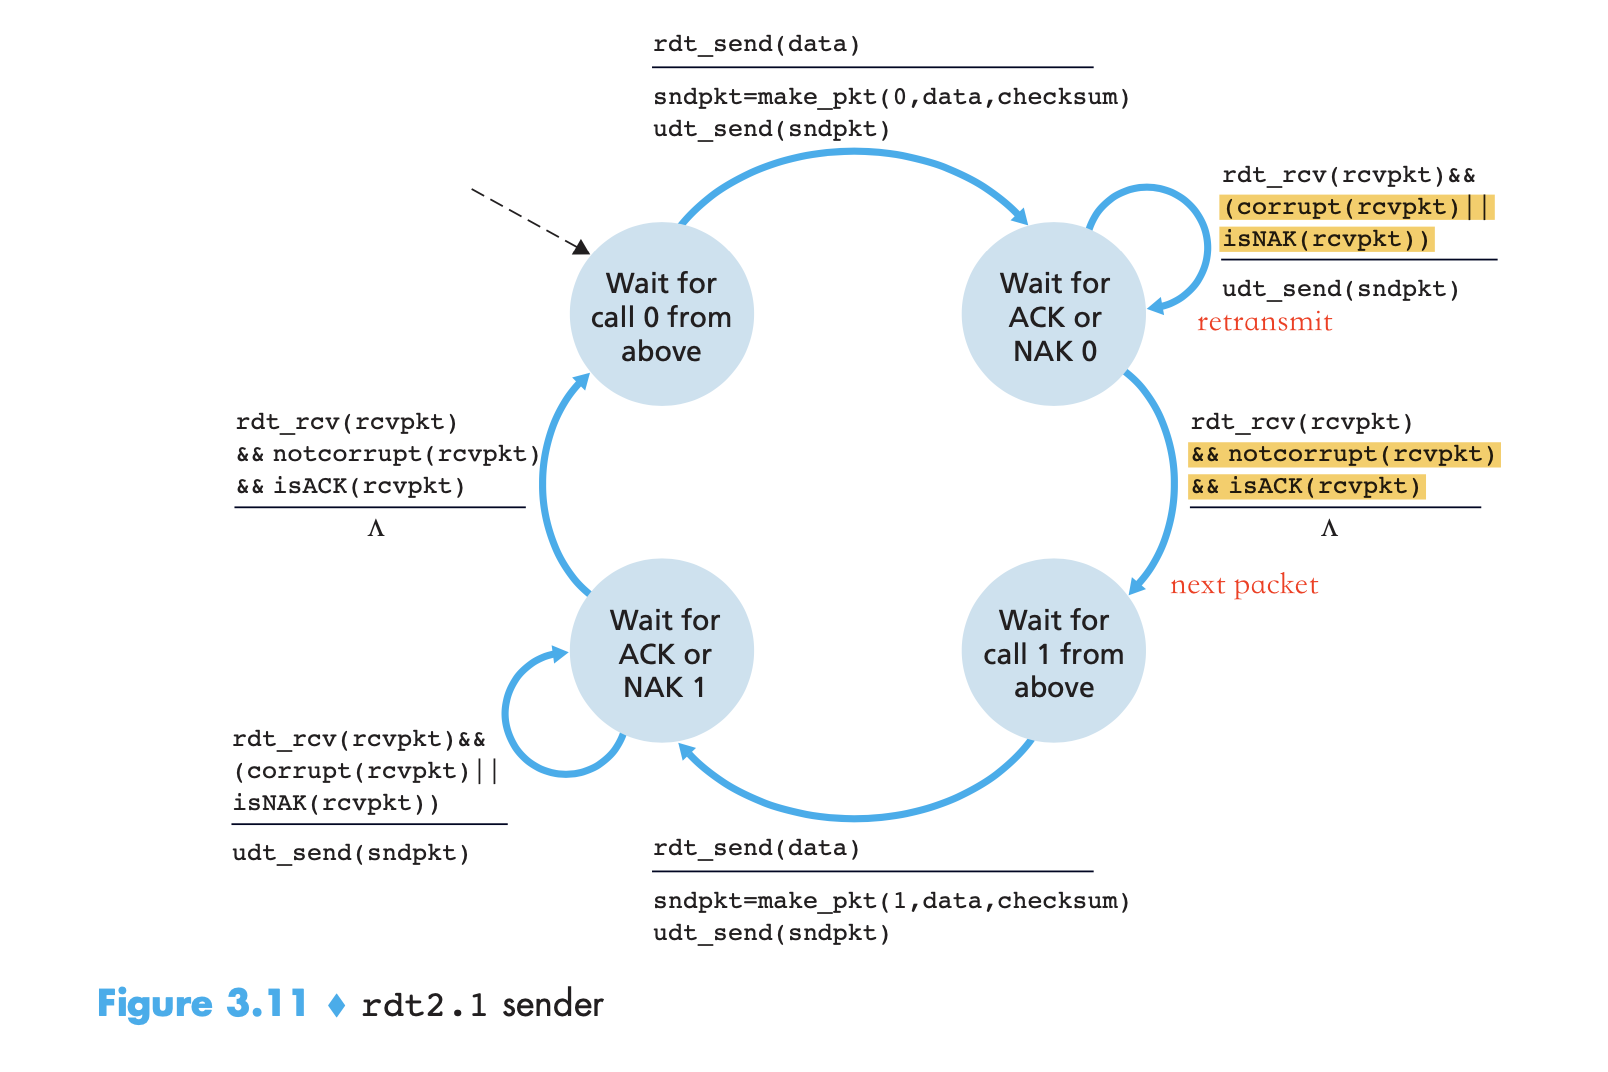 rdt_send(data)
sndpkt=make_pkt(0,data,checksum)
udt_send(sndpkt)
rdt_rcv(rcvpkt)&&
(corrupt(rcvpkt)||
isNAK(rcvpkt))
udt_send(sndpkt)
retransmit
Wait for
call 0 from
above
Wait for
ACK or
NAK 0
rdt_rcv(rcvpkt)
&& notcorrupt(rcvpkt)
&& isACK(rcvpkt)
Λ
rdt_rcv(rcvpkt)
&& notcorrupt(rcvpkt)
&& isACK(rcvpkt)
Λ
next packet
Wait for
ACK or
NAK 1
Wait for
call 1 from
above
rdt_rcv(rcvpkt)&&
(corrupt(rcvpkt)||
isNAK(rcvpkt))
udt_send(sndpkt)
rdt_send(data)
sndpkt=make_pkt(1,data,checksum)
udt_send(sndpkt)
Figure 3.11 ♦ rdt2.1 sender